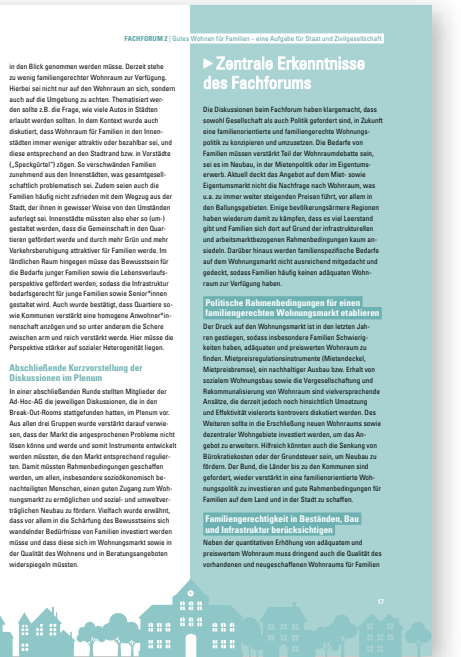 FACHFORUM 2 | Gutes Wohnen für Familien – eine Aufgabe für Staat und Zivilgesellschaft
in den Blick genommen werden müsse. Derzeit stehe
zu wenig familiengerechter Wohnraum zur Verfügung.
Hierbei sei nicht nur auf den Wohnraum an sich, sondern
auch auf die Umgebung zu achten. Thematisiert wer-
den sollte z.B. die Frage, wie viele Autos in Städten
erlaubt werden sollten. In dem Kontext wurde auch
diskutiert, dass Wohnraum für Familien in den Innen-
städten immer weniger attraktiv oder bezahlbar sei, und
diese entsprechend an den Stadtrand bzw. in Vorstädte
(„Speckgürtel") zögen. So verschwänden Familien
zunehmend aus den Innenstädten, was gesamtgesell-
schaftlich problematisch sei. Zudem seien auch die
Familien häufig nicht zufrieden mit dem Wegzug aus der
Stadt, der ihnen in gewisser Weise von den Umständen
auferlegt sei. Innenstädte müssten also eher so (um-)
gestaltet werden, dass die Gemeinschaft in den Quar-
tieren gefördert werde und durch mehr Grün und mehr
Verkehrsberuhigung attraktiver für Familien werde. Im
ländlichen Raum hingegen müsse das Bewusstsein für
die Bedarfe junger Familien sowie die Lebensverlaufs-
perspektive gefördert werden, sodass die Infrastruktur
bedarfsgerecht für junge Familien sowie Senior*innen
gestaltet wird. Auch wurde bestätigt, dass Quartiere so-
wie Kommunen verstärkt eine homogene Anwohner*in-
nenschaft anzögen und so unter anderem die Schere
zwischen arm und reich verstärkt werde. Hier müsse die
Perspektive stärker auf sozialer Heterogenität liegen.
Abschließende Kurzvorstellung der
Diskussionen im Plenum
In einer abschließenden Runde stellten Mitglieder der
Ad-Hoc-AG die jeweiligen Diskussionen, die in den
Break-Out-Rooms stattgefunden hatten, im Plenum vor.
Aus allen drei Gruppen wurde verstärkt darauf verwie-
sen, dass der Markt die angesprochenen Probleme nicht
lösen könne und werde und somit Instrumente entwickelt
werden müssten, die den Markt entsprechend regulier-
ten. Damit müssten Rahmenbedingungen geschaffen
werden, um allen, insbesondere sozioökonomisch be-
nachteiligten Menschen, einen guten Zugang zum Woh-
nungsmarkt zu ermöglichen und sozial- und umweltver-
träglichen Neubau zu fördern. Vielfach wurde erwähnt,
dass vor allem in die Schärfung des Bewusstseins sich
wandelnder Bedürfnisse von Familien investiert werden
müsse und dass diese sich im Wohnungsmarkt sowie in
der Qualität des Wohnens und in Beratungsangeboten
widerspiegeln müssten.
Zentrale Erkenntnisse
des Fachforums
Die Diskussionen beim Fachforum haben klargemacht, dass
sowohl Gesellschaft als auch Politik gefordert sind, in Zukunft
eine familienorientierte und familiengerechte Wohnungs-
politik zu konzipieren und umzusetzen. Die Bedarfe von
Familien müssen verstärkt Teil der Wohnraumdebatte sein,
sei es im Neubau, in der Mietenpolitik oder im Eigentums-
erwerb. Aktuell deckt das Angebot auf dem Miet- sowie
Eigentumsmarkt nicht die Nachfrage nach Wohnraum, was
u.a. zu immer weiter steigenden Preisen führt, vor allem in
den Ballungsgebieten. Einige bevölkerungsärmere Regionen
haben wiederum damit zu kämpfen, dass es viel Leerstand
gibt und Familien sich dort auf Grund der infrastrukturellen
und arbeitsmarktbezogenen Rahmenbedingungen kaum an-
siedeln. Darüber hinaus werden familienspezifische Bedarfe
auf dem Wohnungsmarkt nicht ausreichend mitgedacht und
gedeckt, sodass Familien häufig keinen adäquaten Wohn-
raum zur Verfügung haben.
Politische Rahmenbedingungen für einen
familiengerechten Wohnungsmarkt etablieren
Der Druck auf den Wohnungsmarkt ist in den letzten Jah-
ren gestiegen, sodass insbesondere Familien Schwierig-
keiten haben, adäquaten und preiswerten Wohnraum zu
finden. Mietpreisregulationsinstrumente (Mietendeckel,
Mietpreisbremse), ein nachhaltiger Ausbau bzw. Erhalt von
sozialem Wohnungsbau sowie die Vergesellschaftung und
Rekommunalisierung von Wohnraum sind vielversprechende
Ansätze, die derzeit jedoch noch hinsichtlich Umsetzung
und Effektivität vielerorts kontrovers diskutiert werden. Des
Weiteren sollte in die Erschließung neuen Wohnraums sowie
dezentraler Wohngebiete investiert werden, um das An-
gebot zu erweitern. Hilfreich könnten auch die Senkung von
Bürokratiekosten oder der Grundsteuer sein, um Neubau zu
fördern. Der Bund, die Länder bis zu den Kommunen sind
gefordert, wieder verstärkt in eine familienorientierte Woh-
nungspolitik zu investieren und gute Rahmenbedingungen für
Familien auf dem Land und in der Stadt zu schaffen.
Familiengerechtigkeit in Beständen, Bau
und Infrastruktur berücksichtigen
Neben der quantitativen Erhöhung von adäquatem und
preiswertem Wohnraum muss dringend auch die Qualität des
vorhandenen und neugeschaffenen Wohnraums für Familien
17